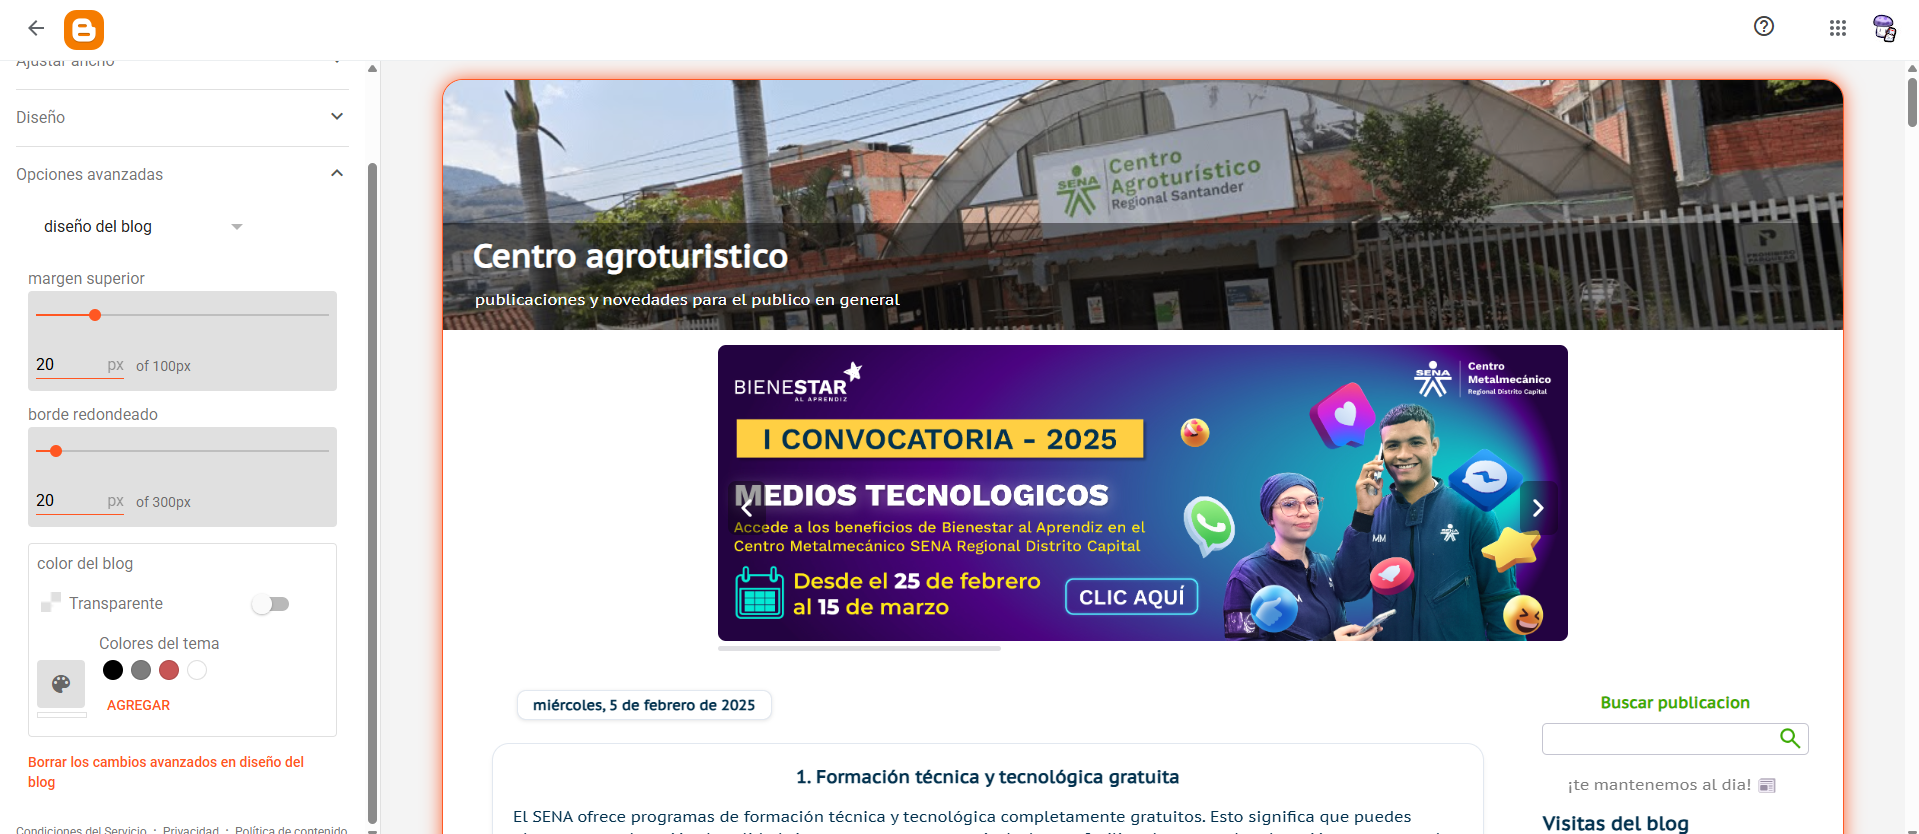 Ajustar ancho
Diseño
Opciones avanzadas
diseño del blog
margen superior
20 px of 100px
borde redondeado
20 px of 300px
color del blog
Transparente
Colores del tema
AGREGAR
Borrar los cambios avanzados en diseño del
blog
Condiciones del Servicio · Privacidad · Política de contenido
SENA
Centro
Agroturístico
Regional Santander
Centro agroturistico
publicaciones y novedades para el publico en general
BIENESTAR
AL APRENDIZ
SENA
Centro
Metalmecánico
Regional Distrito Capital
I CONVOCATORIA - 2025
MEDIOS TECNOLOGICOS
Accede a los beneficios de Bienestar al Aprendiz en el
Centro Metalmecánico SENA Regional Distrito Capital
Desde el 25 de febrero
al 15 de marzo
CLIC AQUÍ
miércoles, 5 de febrero de 2025
1. Formación técnica y tecnológica gratuita
El SENA ofrece programas de formación técnica y tecnológica completamente gratuitos. Esto significa que puedes
Buscar publicacion
¡te mantenemos al dia!
Visitas del blog